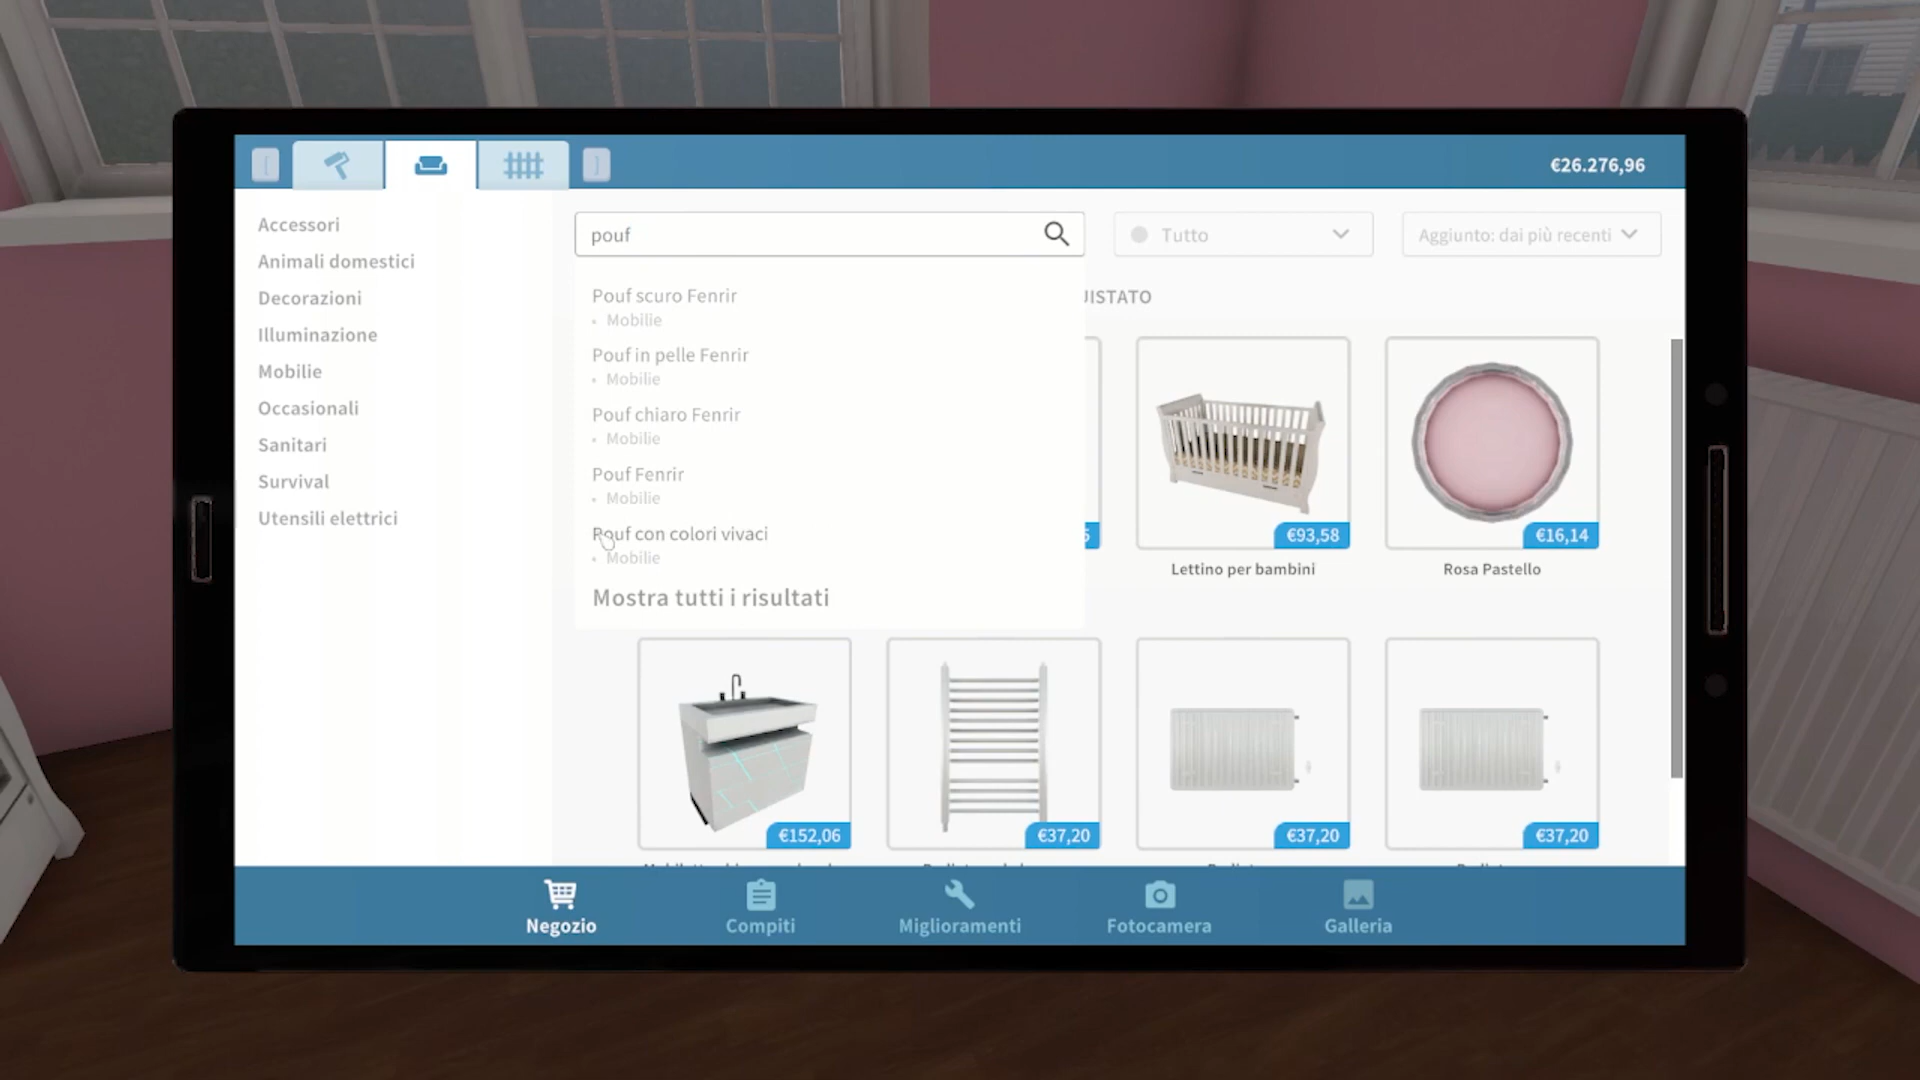 €26.276,96
Accessori
Animali domestici
Decorazioni
Illuminazione
Mobilie
Occasionali
Sanitari
Survival
Utensili elettrici
pouf
Tutto
Aggiunto: dai più recenti
Pouf scuro Fenrir
• Mobilie
Pouf in pelle Fenrir
• Mobilie
Pouf chiaro Fenrir
• Mobilie
Pouf Fenrir
• Mobilie
Pouf con colori vivaci
• Mobilie
Mostra tutti i risultati
€93,58
Lettino per bambini
€16,14
Rosa Pastello
€152,06
€37,20
€37,20
€37,20
Negozio
Compiti
Miglioramenti
Fotocamera
Galleria